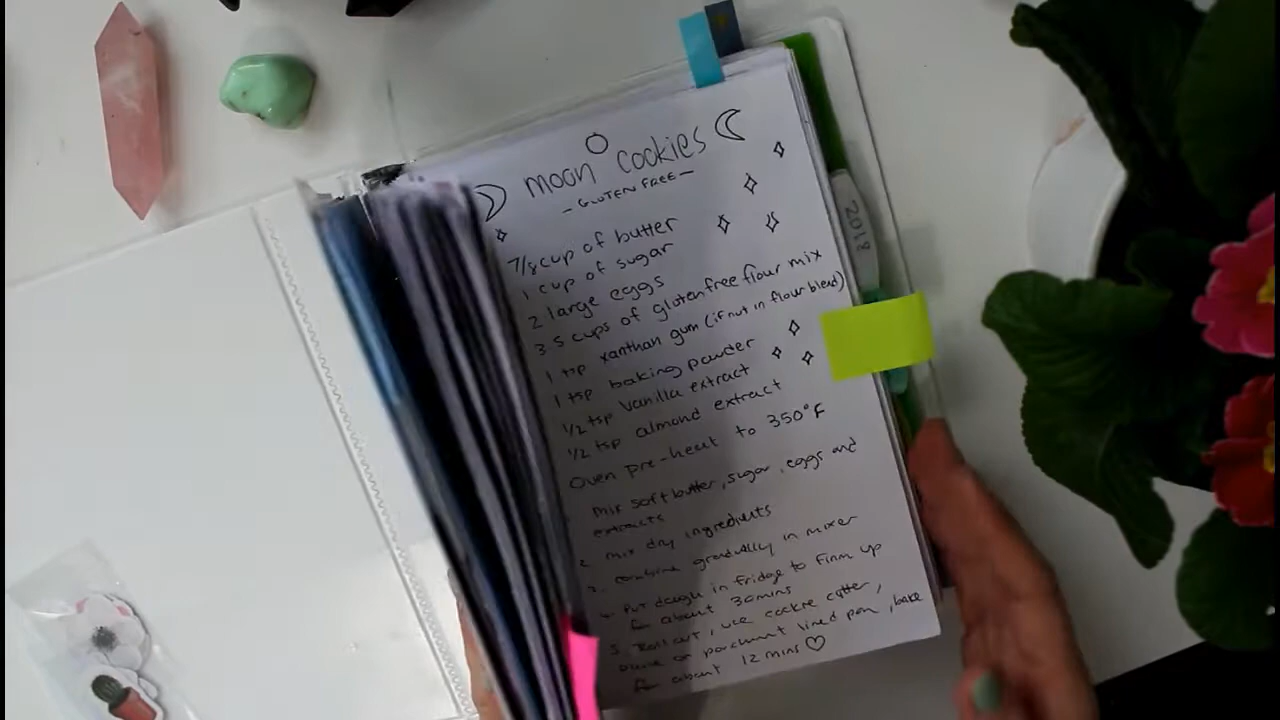 moon cookies
- GLUTEN FREE -
7/8 cup of butter
1 cup of sugar
2 large eggs
3 5 cups of glutenfree flour mix
1 tsp xanthan gum (if not in flour blend)
1 tsp baking powder
1/2 tsp vanilla extract
1/2 tsp almond extract
Oven pre-heat to 350°F
mix soft butter, sugar, eggs and
extracts
2. mix dry ingredients
3. combine gradually in mixer
4. Put dough in fridge to firm up
for about 30 mins
5. Roll out, use cookie cutter,
place on parchment lined pan, bake
for about 12 mins ♡
2018